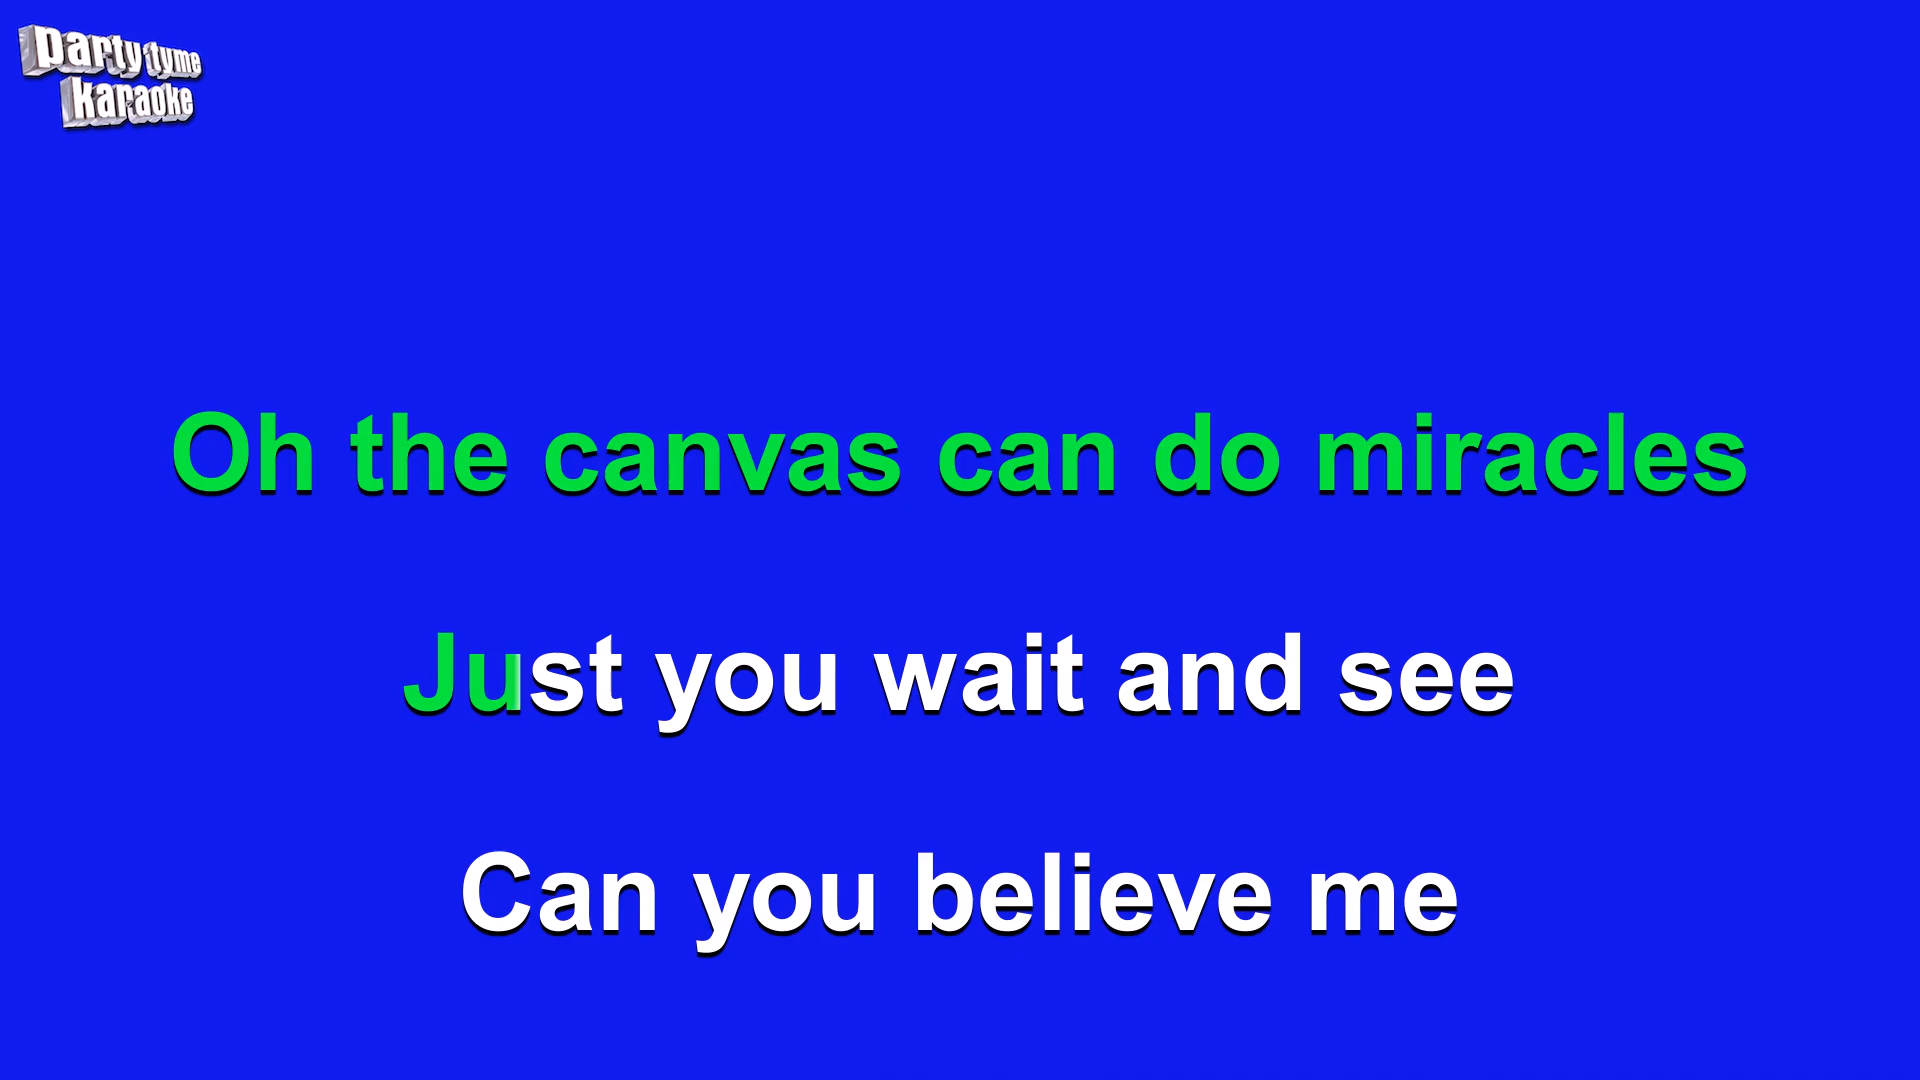 party tyme
karaoke
Oh the canvas can do miracles
Just you wait and see
Can you believe me